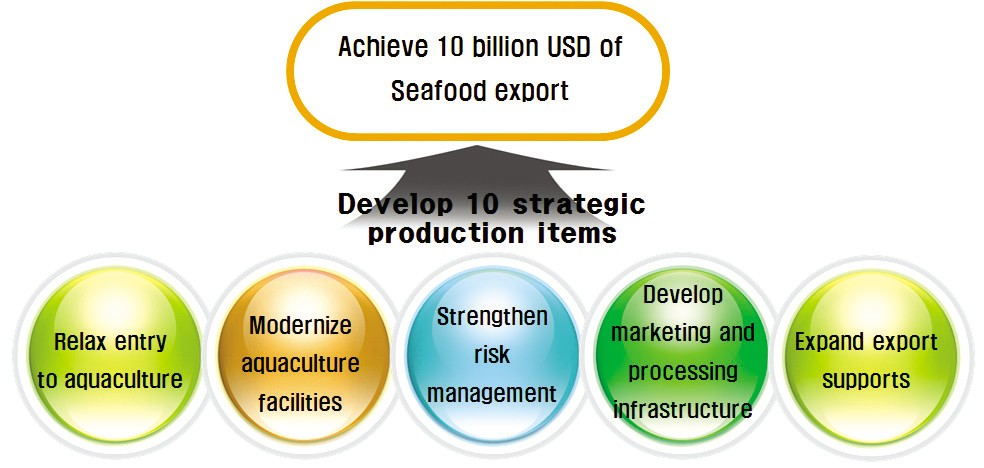 Achieve 10 billion USD of
Seafood export
Develop 10 strategic
production items
Relax entry
to aquaculture
Modernize
aquaculture
facilities
Strengthen
risk
management
Develop
marketing and
processing
infrastructure
Expand export
supports